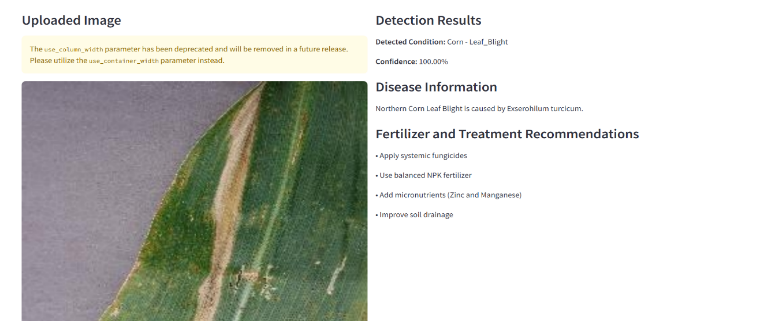 Uploaded Image
The use_column_width parameter has been deprecated and will be removed in a future release.
Please utilize the use_container_width parameter instead.
Detection Results
Detected Condition: Corn - Leaf_Blight
Confidence: 100.00%
Disease Information
Northern Corn Leaf Blight is caused by Exserohilum turcicum.
Fertilizer and Treatment Recommendations
• Apply systemic fungicides
• Use balanced NPK fertilizer
• Add micronutrients (Zinc and Manganese)
• Improve soil drainage